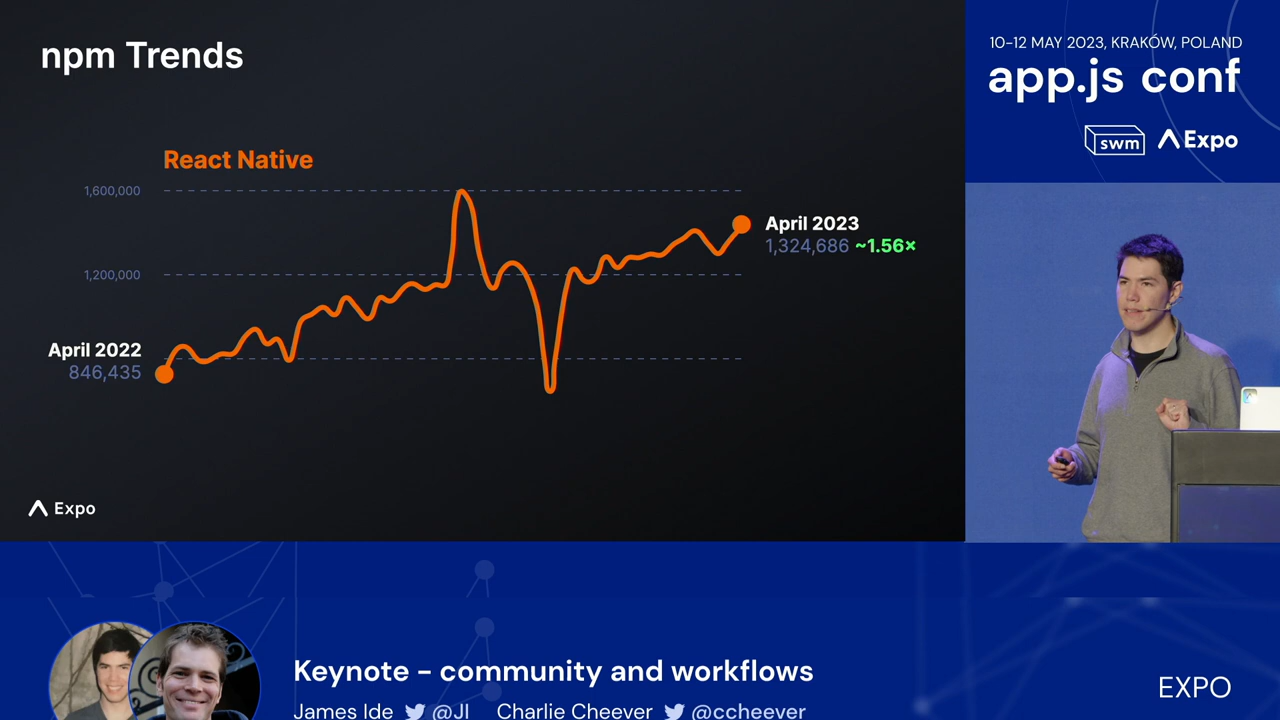 npm Trends
React Native
1,600,000
1,200,000
April 2022
846,435
April 2023
1,324,686 ~1.56×
Expo
10–12 MAY 2023, KRAKÓW, POLAND
app.js conf
swm Expo
Keynote – community and workflows
James Ide @JI Charlie Cheever @ccheever
EXPO